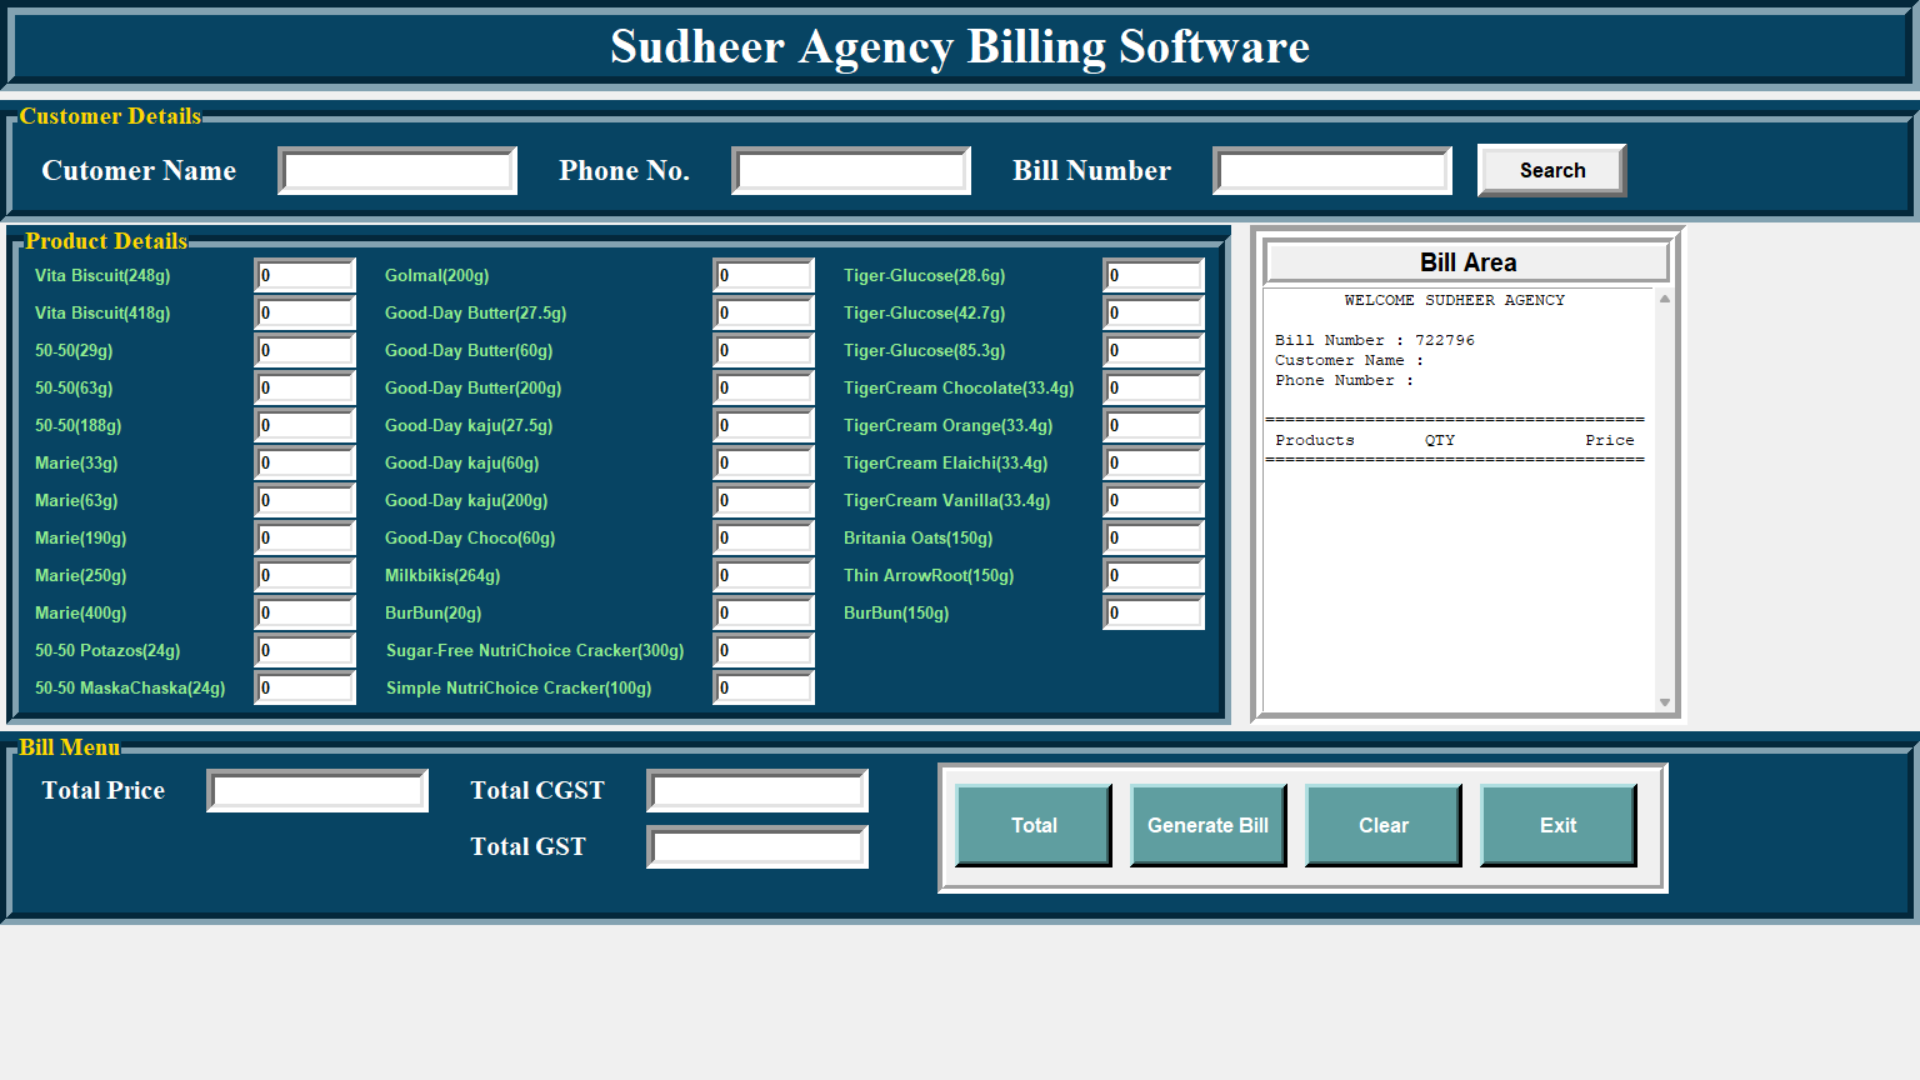 Sudheer Agency Billing Software
Customer Details
Cutomer Name Phone No. Bill Number Search
Product Details
Vita Biscuit(248g) 0 Golmal(200g) 0 Tiger-Glucose(28.6g) 0
Vita Biscuit(418g) 0 Good-Day Butter(27.5g) 0 Tiger-Glucose(42.7g) 0
50-50(29g) 0 Good-Day Butter(60g) 0 Tiger-Glucose(85.3g) 0
50-50(63g) 0 Good-Day Butter(200g) 0 TigerCream Chocolate(33.4g) 0
50-50(188g) 0 Good-Day kaju(27.5g) 0 TigerCream Orange(33.4g) 0
Marie(33g) 0 Good-Day kaju(60g) 0 TigerCream Elaichi(33.4g) 0
Marie(63g) 0 Good-Day kaju(200g) 0 TigerCream Vanilla(33.4g) 0
Marie(190g) 0 Good-Day Choco(60g) 0 Britania Oats(150g) 0
Marie(250g) 0 Milkbikis(264g) 0 Thin ArrowRoot(150g) 0
Marie(400g) 0 BurBun(20g) 0 BurBun(150g) 0
50-50 Potazos(24g) 0 Sugar-Free NutriChoice Cracker(300g) 0
50-50 MaskaChaska(24g) 0 Simple NutriChoice Cracker(100g) 0
Bill Area
WELCOME SUDHEER AGENCY
Bill Number : 722796
Customer Name :
Phone Number :
======================================
Products QTY Price
======================================
Bill Menu
Total Price Total CGST
Total GST
Total Generate Bill Clear Exit